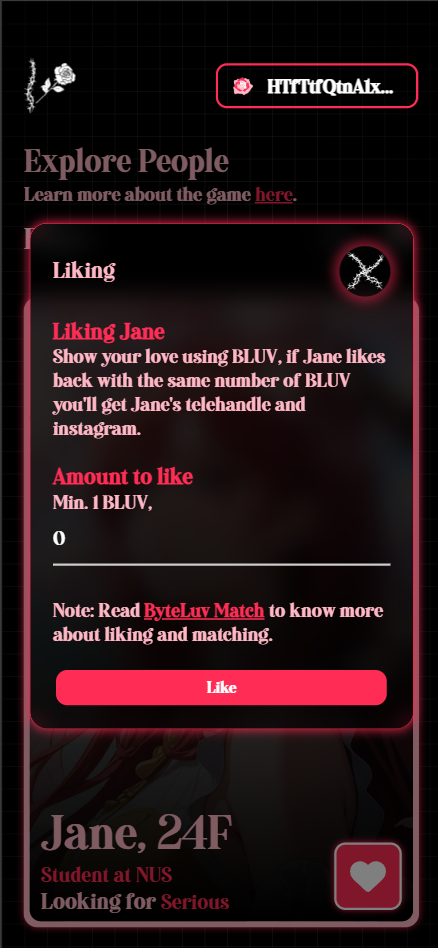 HTfTtfQtnA1x...
Explore People
Learn more about the game here.
Liking
Liking Jane
Show your love using BLUV, if Jane likes
back with the same number of BLUV
you'll get Jane's telehandle and
instagram.
Amount to like
Min. 1 BLUV,
0
Note: Read ByteLuv Match to know more
about liking and matching.
Like
Jane, 24F
Student at NUS
Looking for Serious